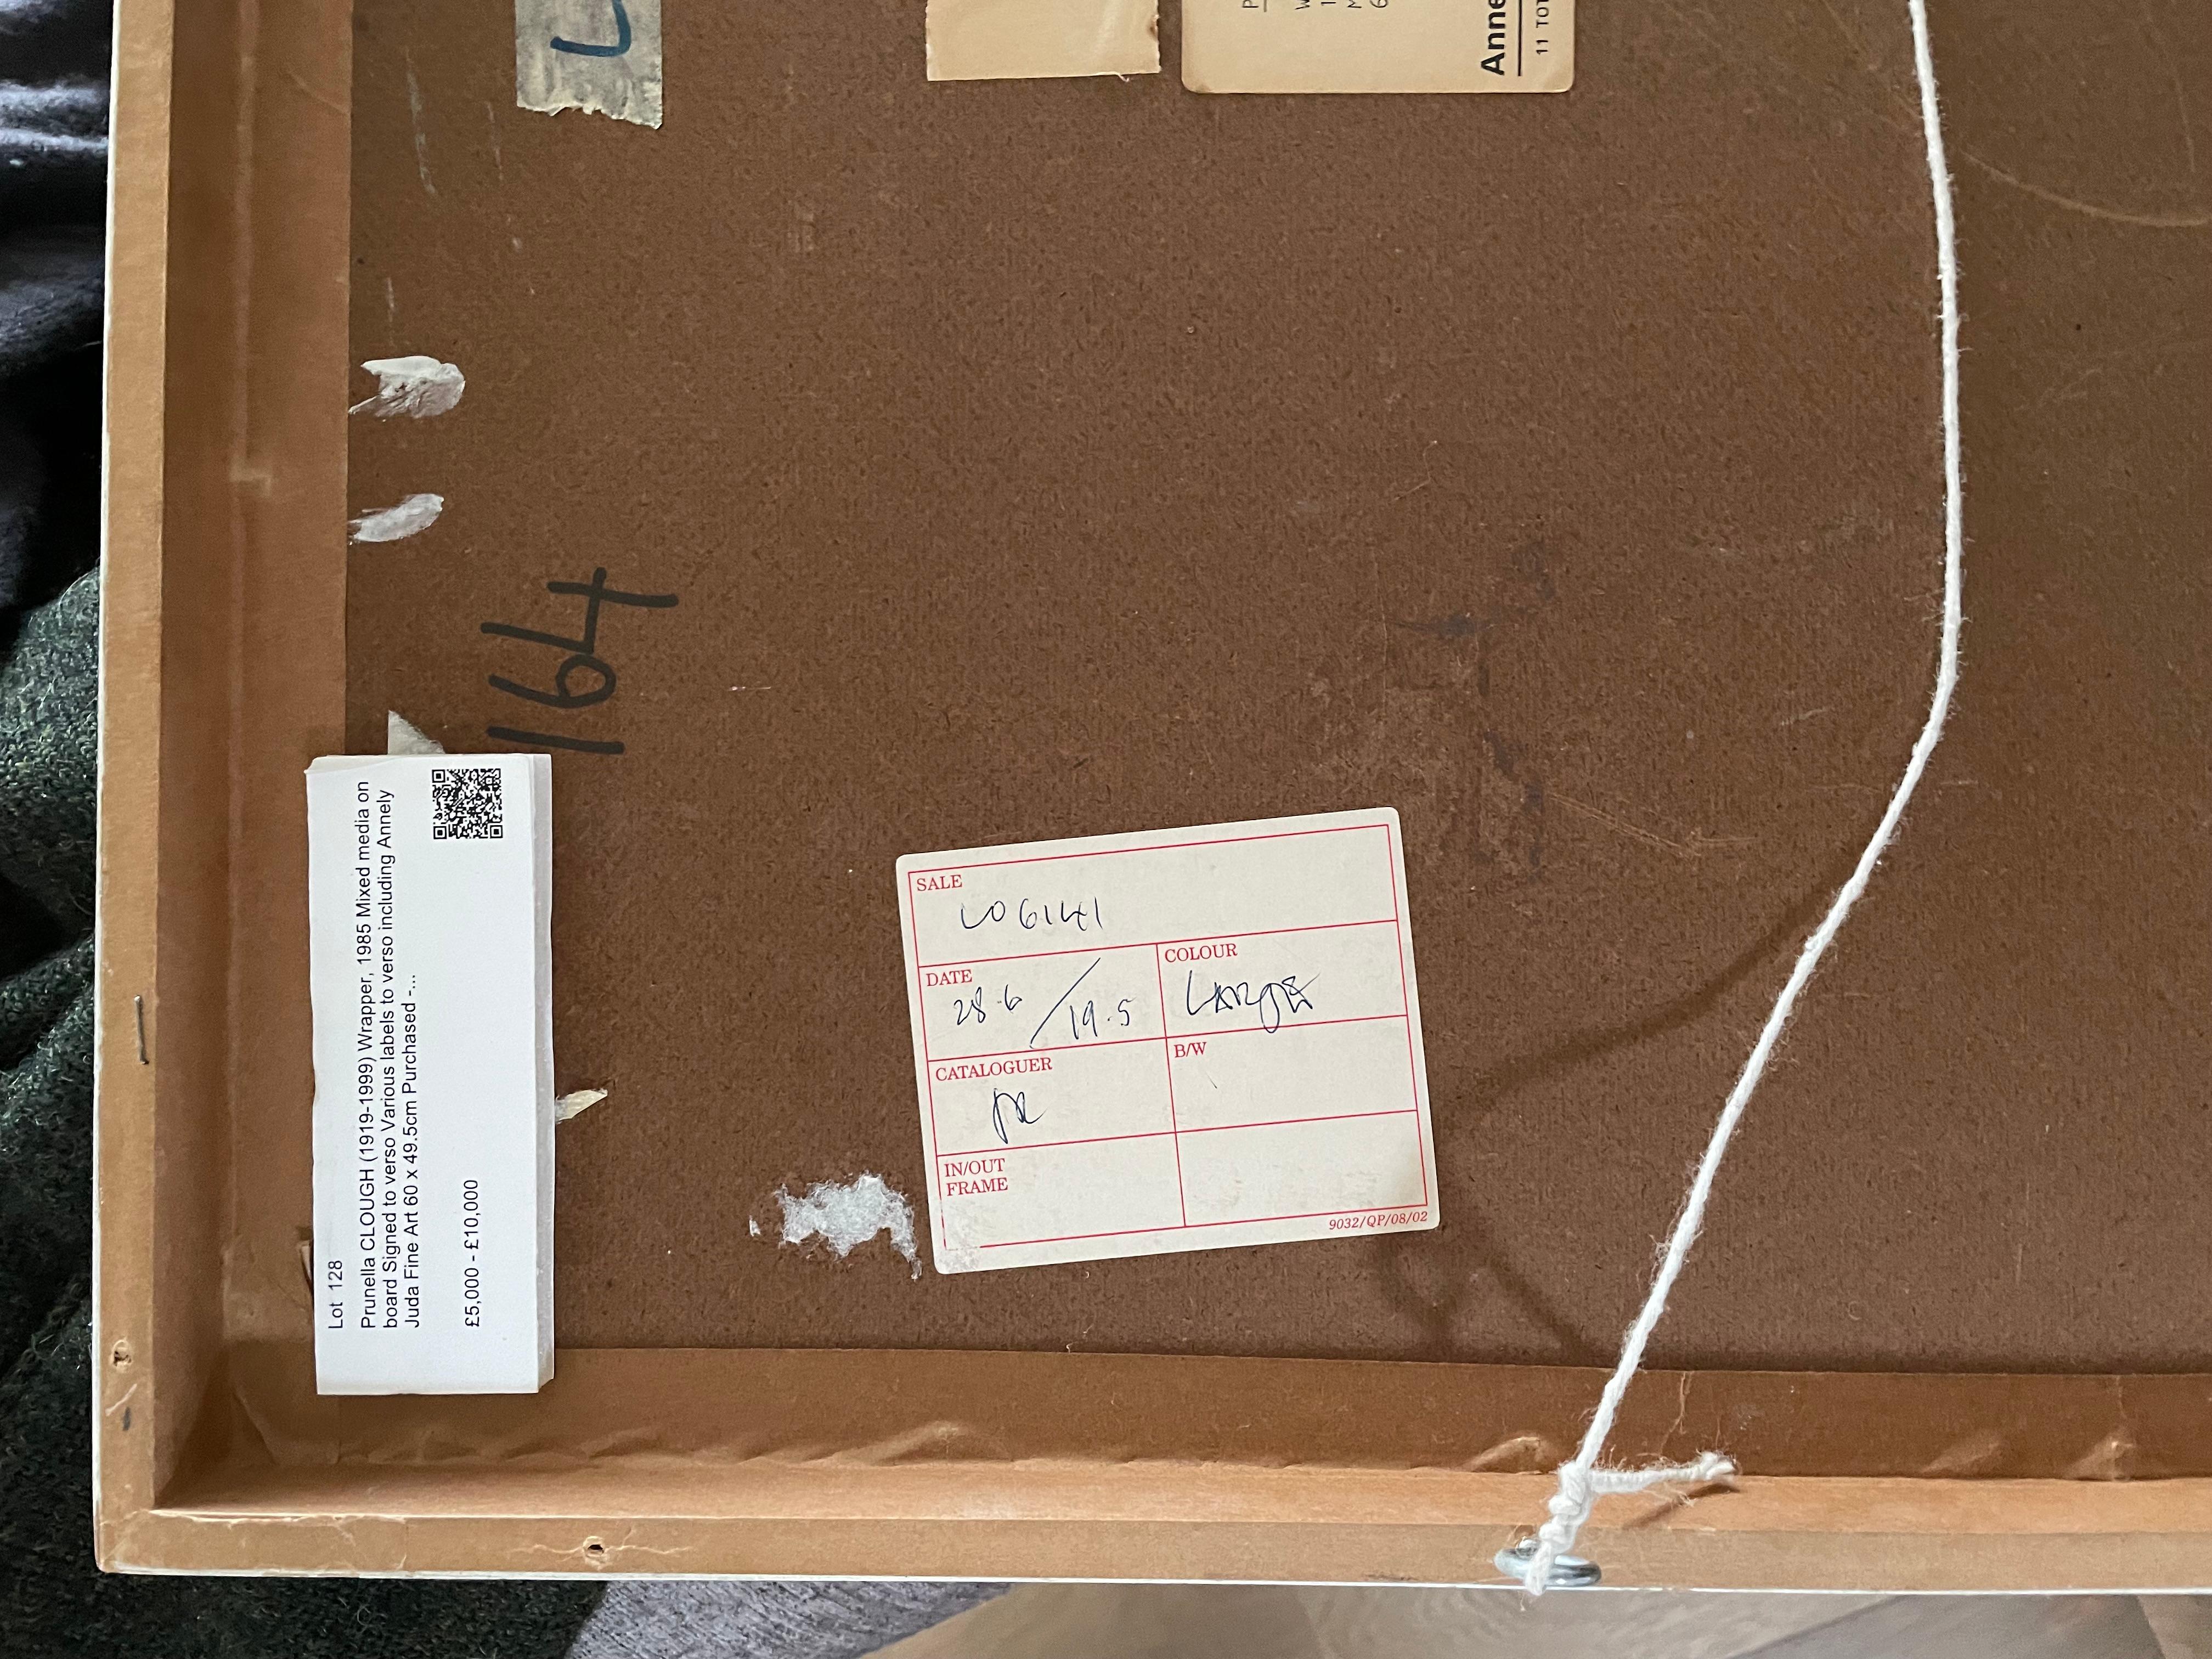 L
Anne
11 TOT
164
Lot 128
Prunella CLOUGH (1919-1999) Wrapper, 1985 Mixed media on
board Signed to verso Various labels to verso including Annely
Juda Fine Art 60 x 49.5cm Purchased -...
£5,000 - £10,000
SALE
L06141
DATE
28.6 / 19.5
COLOUR
Large
CATALOGUER
B/W
IN/OUT
FRAME
9032/QP/08/02